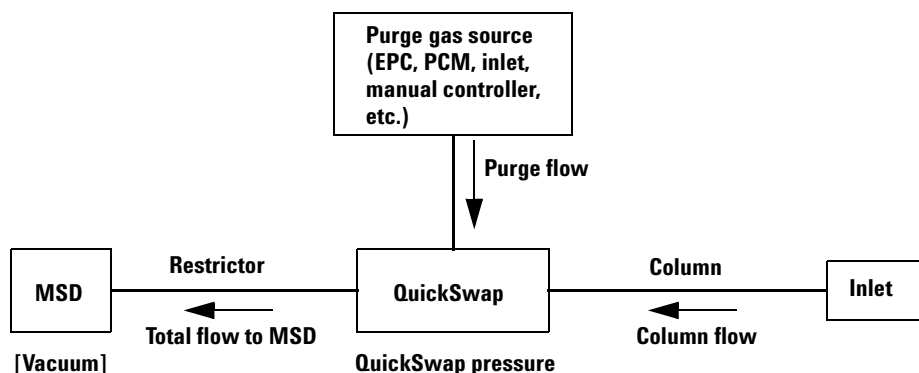 Purge gas source
(EPC, PCM, inlet,
manual controller,
etc.)
Purge flow
Restrictor
Column
MSD
QuickSwap
Inlet
Total flow to MSD
Column flow
[Vacuum]
QuickSwap pressure